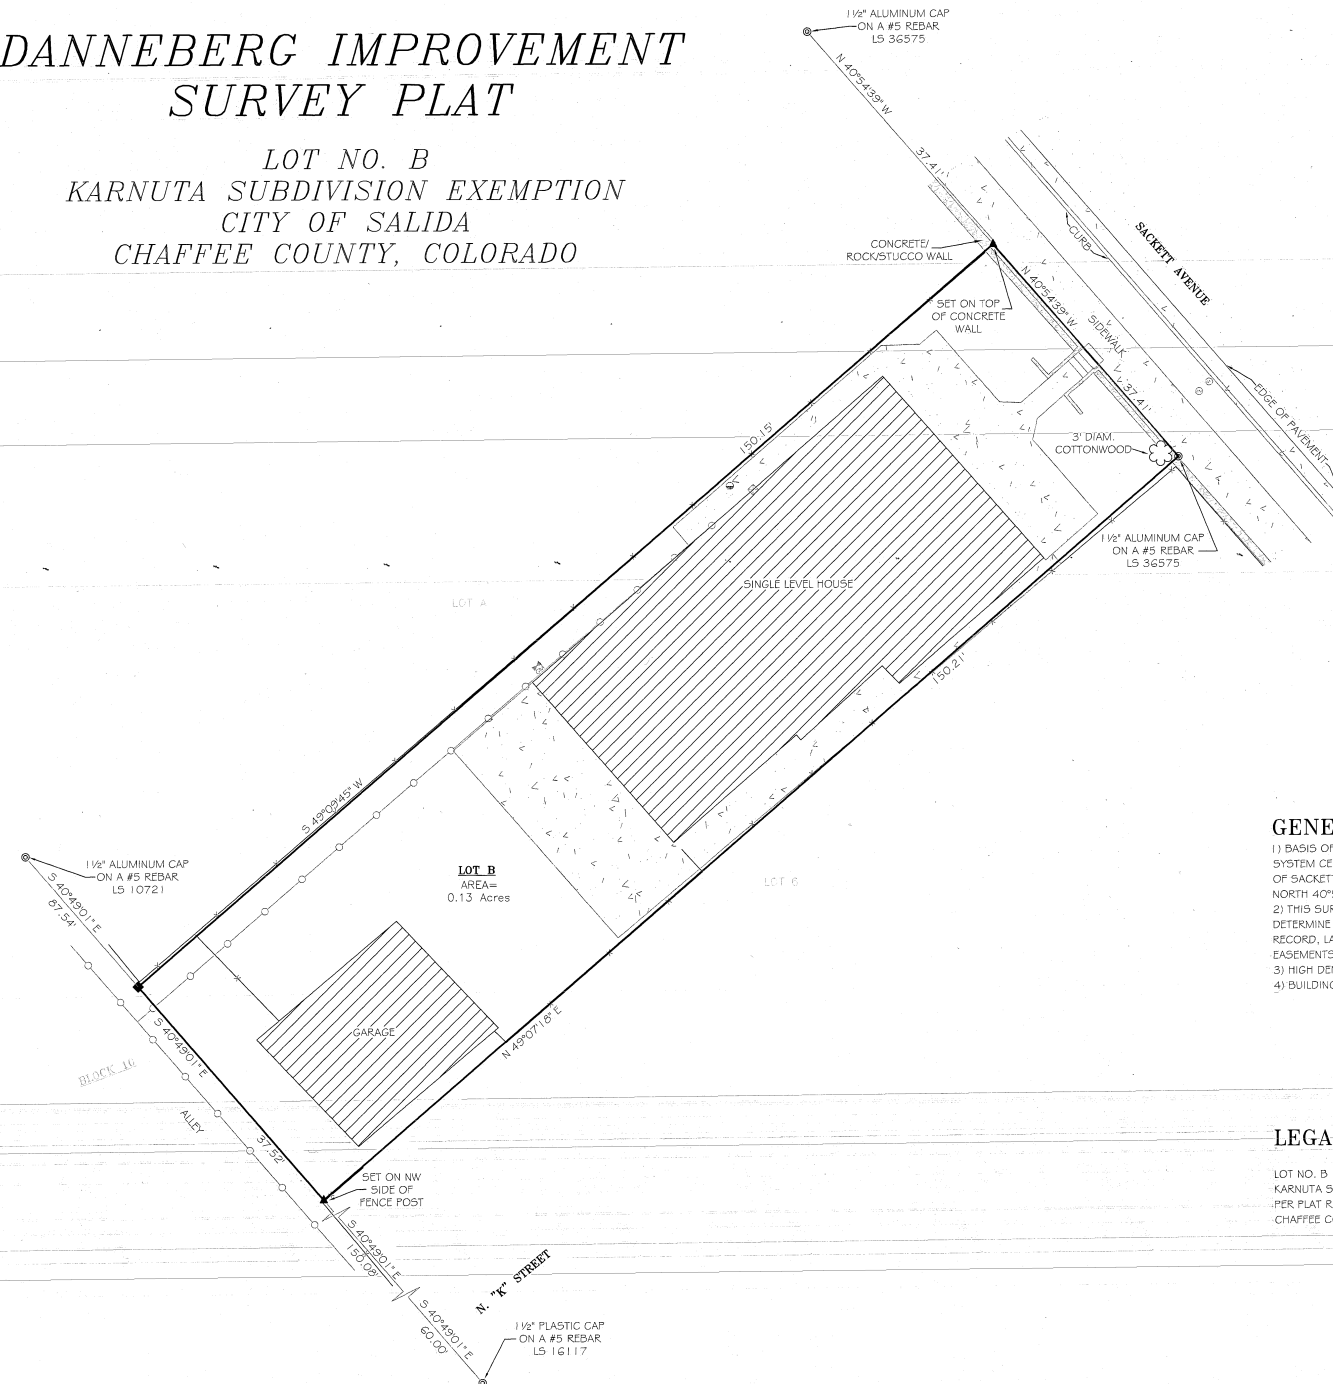 DANNEBERG IMPROVEMENT
SURVEY PLAT
LOT NO. B
KARNUTA SUBDIVISION EXEMPTION
CITY OF SALIDA
CHAFFEE COUNTY, COLORADO
1 1/2" ALUMINUM CAP
ON A #5 REBAR
LS 36575
N 40°54'39" W
37.41'
CONCRETE/
ROCK/STUCCO WALL
SET ON TOP
OF CONCRETE
WALL
N 40°54'39" W
37.41'
SIDEWALK
CURB
SACKETT AVENUE
EDGE OF PAVEMENT
3' DIAM.
COTTONWOOD
1 1/2" ALUMINUM CAP
ON A #5 REBAR
LS 36575
150.15'
SINGLE LEVEL HOUSE
LOT A
150.21'
S 49°09'45" W
1 1/2" ALUMINUM CAP
ON A #5 REBAR
LS 10721
S 40°49'01" E
87.54'
LOT B
AREA=
0.13 Acres
GARAGE
N 49°07'18" E
S 40°49'01" E
37.52'
BLOCK 16
ALLEY
SET ON NW
SIDE OF
FENCE POST
S 40°49'01" E
150.08'
N. "K" STREET
S 40°49'01" E
60.00'
1 1/2" PLASTIC CAP
ON A #5 REBAR
LS 16117
GENE
1) BASIS OF
SYSTEM CE
OF SACKET
NORTH 40°
2) THIS SUR
DETERMINE
RECORD, LA
EASEMENTS
3) HIGH DE
4) BUILDING
LEGA
LOT NO. B
KARNUTA S
PER PLAT R
CHAFFEE C